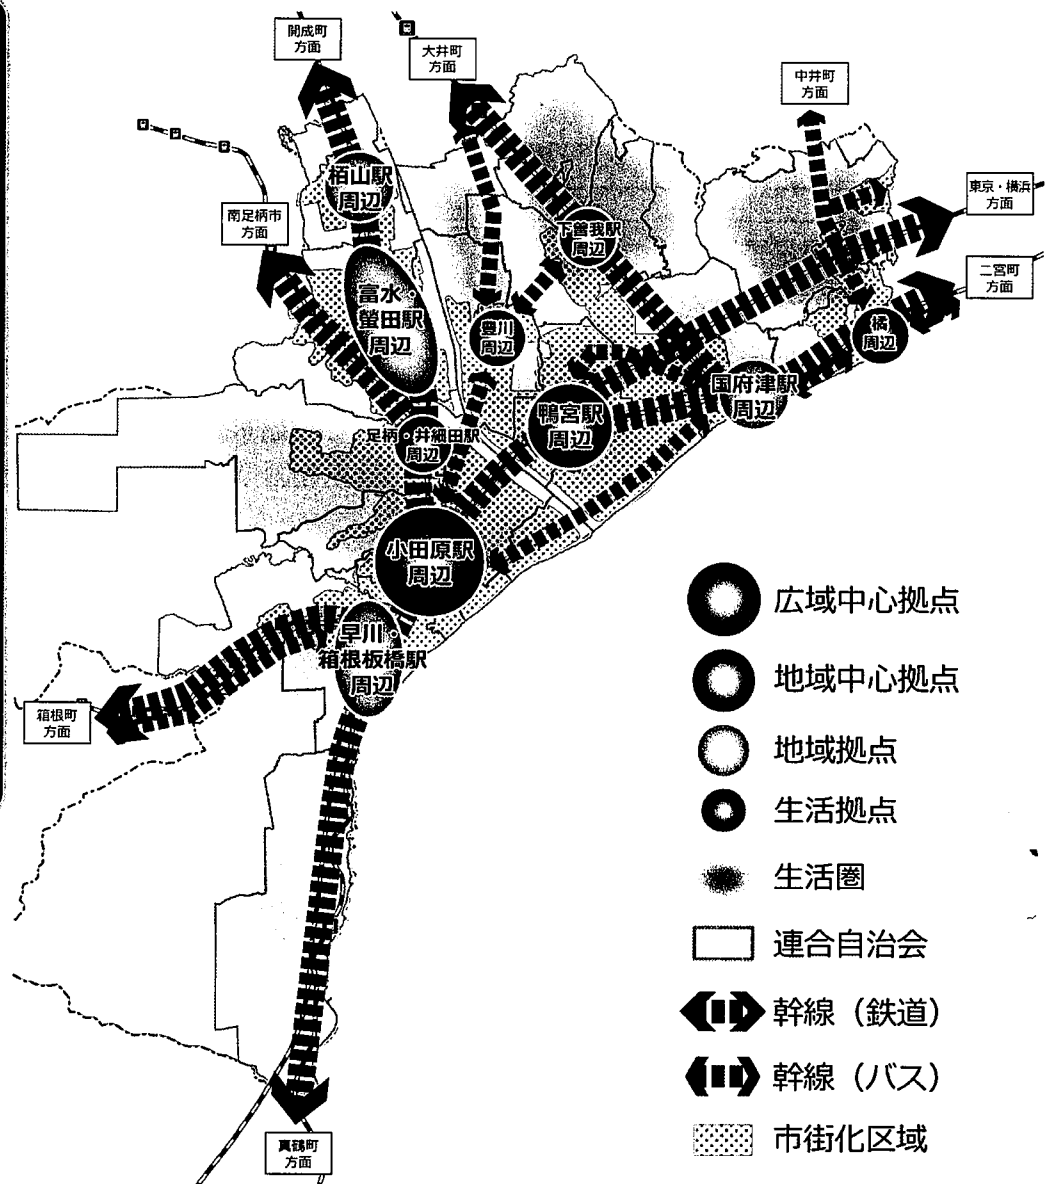 開成町
方面
大井町
方面
中井町
方面
東京・横浜
方面
南足柄市
方面
二宮町
方面
栢山駅
周辺
下曽我駅
周辺
富水
螢田駅
周辺
豊川
周辺
橘
周辺
国府津駅
周辺
鴨宮駅
周辺
足柄・井細田駅
周辺
小田原駅
周辺
早川・
箱根板橋駅
周辺
箱根町
方面
真鶴町
方面
広域中心拠点
地域中心拠点
地域拠点
生活拠点
生活圏
連合自治会
幹線（鉄道）
幹線（バス）
市街化区域